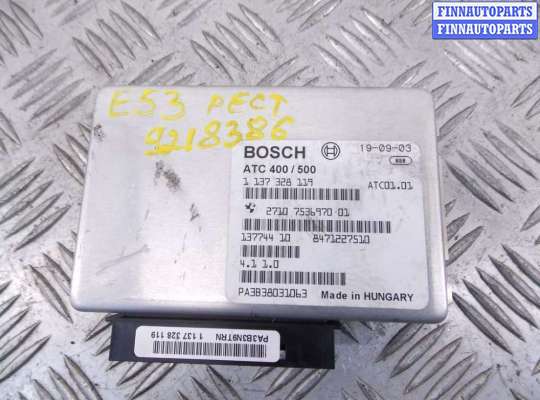 FINNAUTOPARTS
FINNAUTOPARTS
E53 РЕСТ
9218386
BOSCH 19-09-03
ATC 400 / 500
1 137 328 119 ATC01.01
2710 7536970 01
137744 10 8471227510
4.1 1.0
PA3B38031063 Made in HUNGARY
PA3B3N9TRN
1 137 328 119